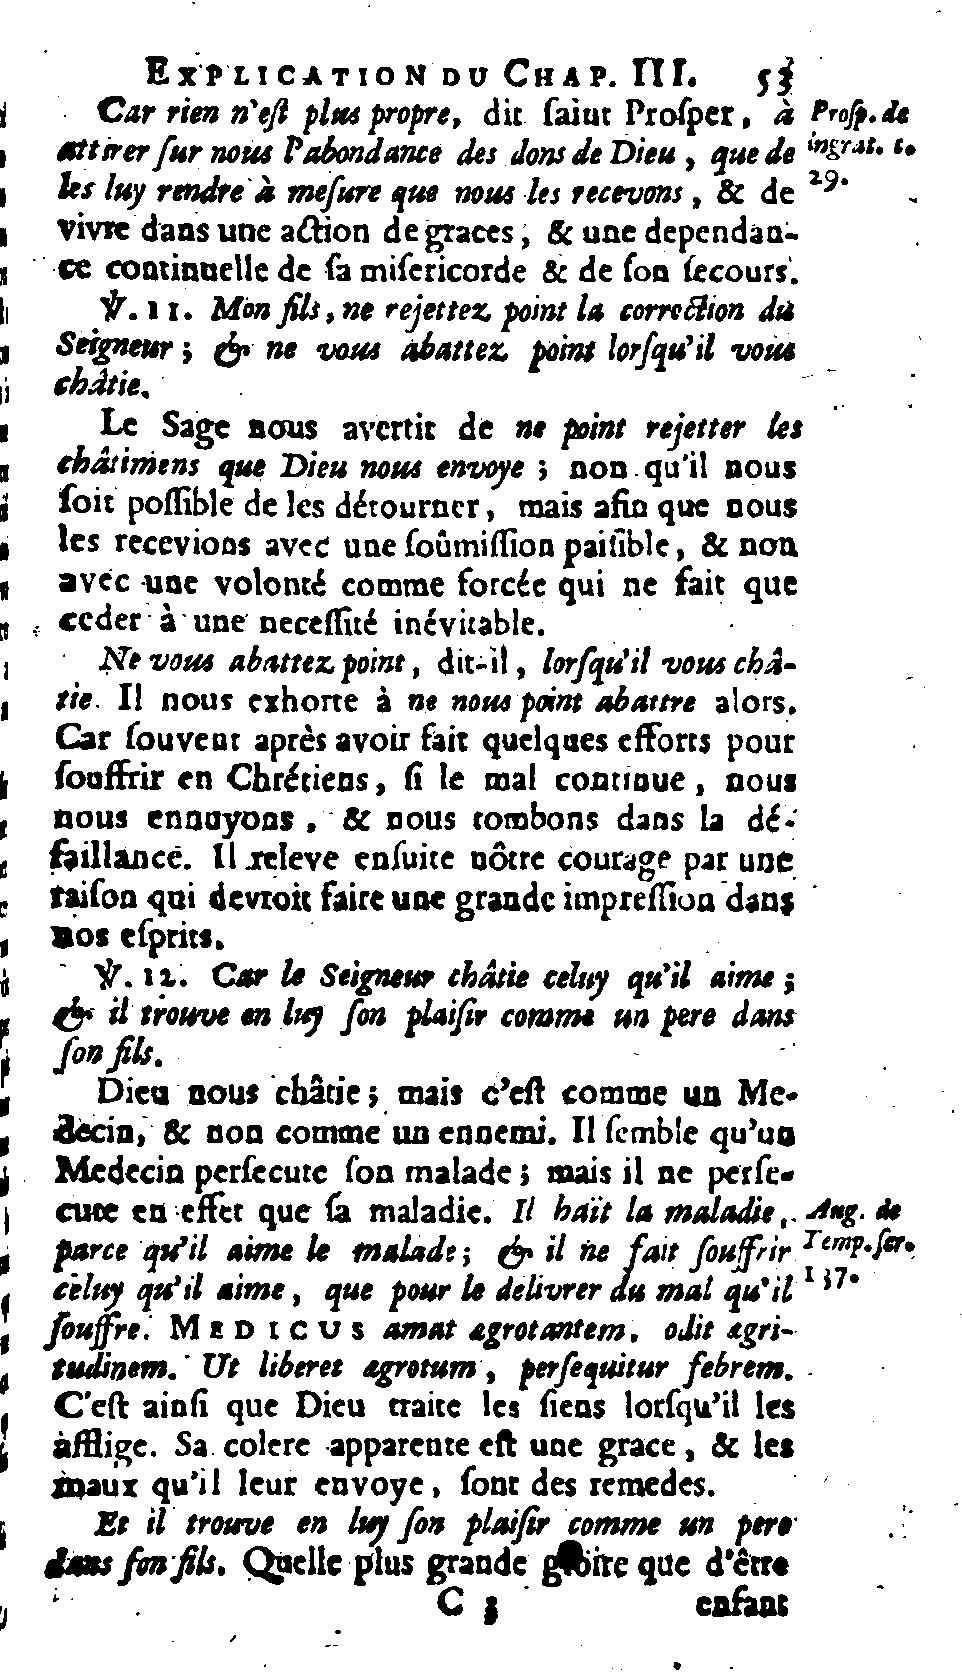 EXPLICATION DU CHAP. III. 53
Car rien n'eſt plus propre, dit ſaint Proſper, à
attirer ſur nous l'abondance des dons de Dieu, que de
les luy rendre à meſure que nous les recevons, & de
vivre dans une action de graces, & une dependan-
ce continuelle de ſa miſericorde & de ſon ſecours.
Proſp. de
ingrat. c.
29.
℣. 11. Mon fils, ne rejettez point la correction du
Seigneur; & ne vous abattez point lorſqu'il vous
châtie.
Le Sage nous avertit de ne point rejetter les
châtimens que Dieu nous envoye; non qu'il nous
ſoit poſſible de les détourner, mais afin que nous
les recevions avec une ſoûmiſſion paiſible, & non
avec une volonté comme forcée qui ne fait que
ceder à une neceſſité inévitable.
Ne vous abattez point, dit-il, lorſqu'il vous châ-
tie. Il nous exhorte à ne nous point abattre alors.
Car ſouvent après avoir fait quelques efforts pour
ſouffrir en Chrétiens, ſi le mal continue, nous
nous ennuyons, & nous tombons dans la dé-
faillance. Il releve enſuite nôtre courage par une
raiſon qui devroit faire une grande impreſſion dans
nos eſprits.
℣. 12. Car le Seigneur châtie celuy qu'il aime;
& il trouve en luy ſon plaiſir comme un pere dans
ſon fils.
Dieu nous châtie; mais c'eſt comme un Me-
decin, & non comme un ennemi. Il ſemble qu'un
Medecin perſecute ſon malade; mais il ne perſe-
cute en effet que ſa maladie. Il haït la maladie,
parce qu'il aime le malade; & il ne fait ſouffrir
celuy qu'il aime, que pour le delivrer du mal qu'il
ſouffre. MEDICUS amat ægrotantem, odit ægri-
tudinem. Ut liberet ægrotum, perſequitur febrem.
Aug. de
Temp. ſer.
137.
C'eſt ainſi que Dieu traite les ſiens lorſqu'il les
afflige. Sa colere apparente eſt une grace, & les
maux qu'il leur envoye, ſont des remedes.
Et il trouve en luy ſon plaiſir comme un pere
dans ſon fils. Quelle plus grande gloire que d'être
C 3 enfant